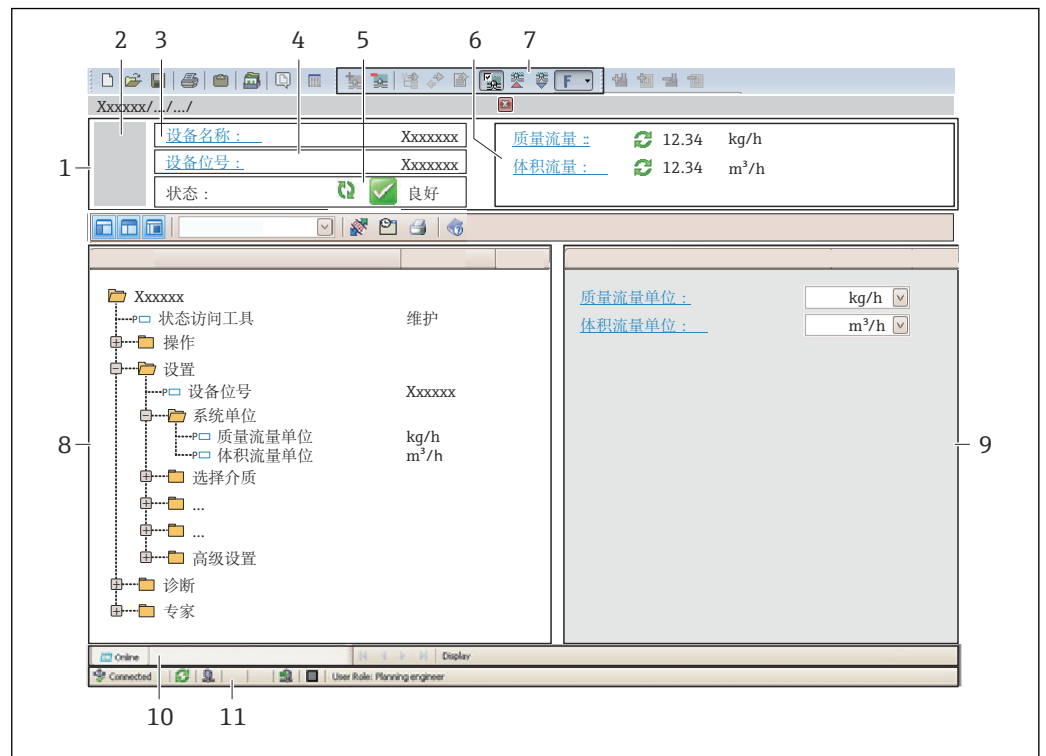 2 3 4 5 6 7
F
Xxxxxx/.../.../
设备名称： Xxxxxxx
设备位号： Xxxxxxx
状态： 良好
质量流量： 12.34 kg/h
体积流量： 12.34 m³/h
1
Xxxxxx
状态访问工具 维护
操作
设置
设备位号 Xxxxxx
系统单位
质量流量单位 kg/h
体积流量单位 m³/h
选择介质
...
...
高级设置
诊断
专家
质量流量单位： kg/h
体积流量单位： m³/h
8
9
Online Display
Connected User Role: Planning engineer
10 11